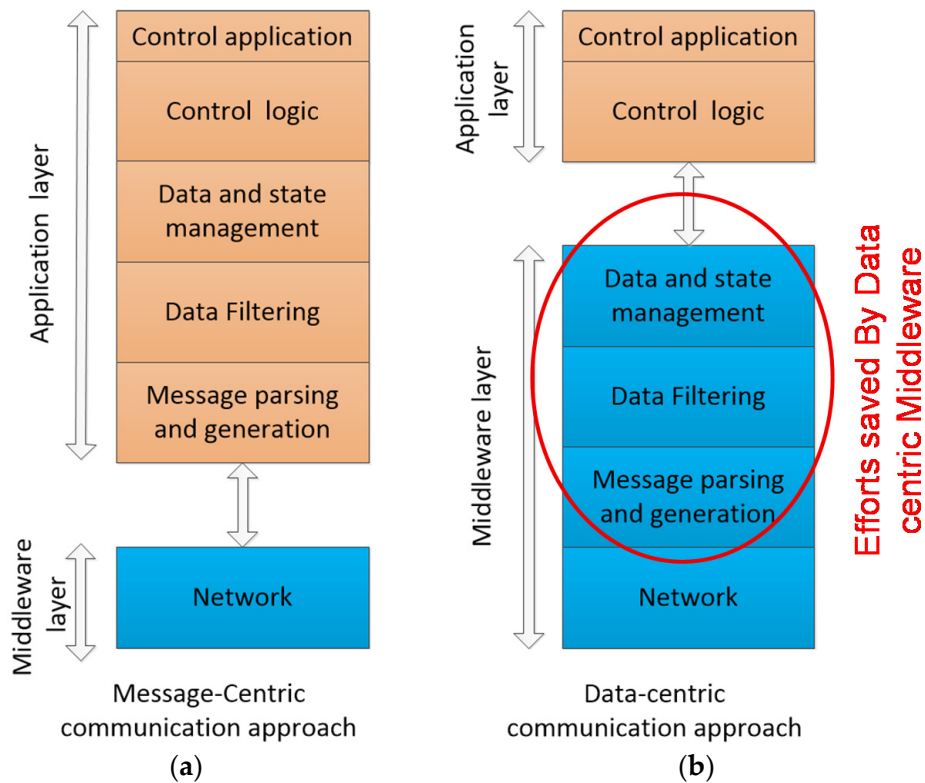 Application layer
Control application
Control logic
Data and state
management
Data Filtering
Message parsing
and generation
Middleware
layer
Network
Message-Centric
communication approach
(a)
Application
layer
Control application
Control logic
Middleware layer
Data and state
management
Data Filtering
Message parsing
and generation
Network
Efforts saved By Data
centric Middleware
Data-centric
communication approach
(b)